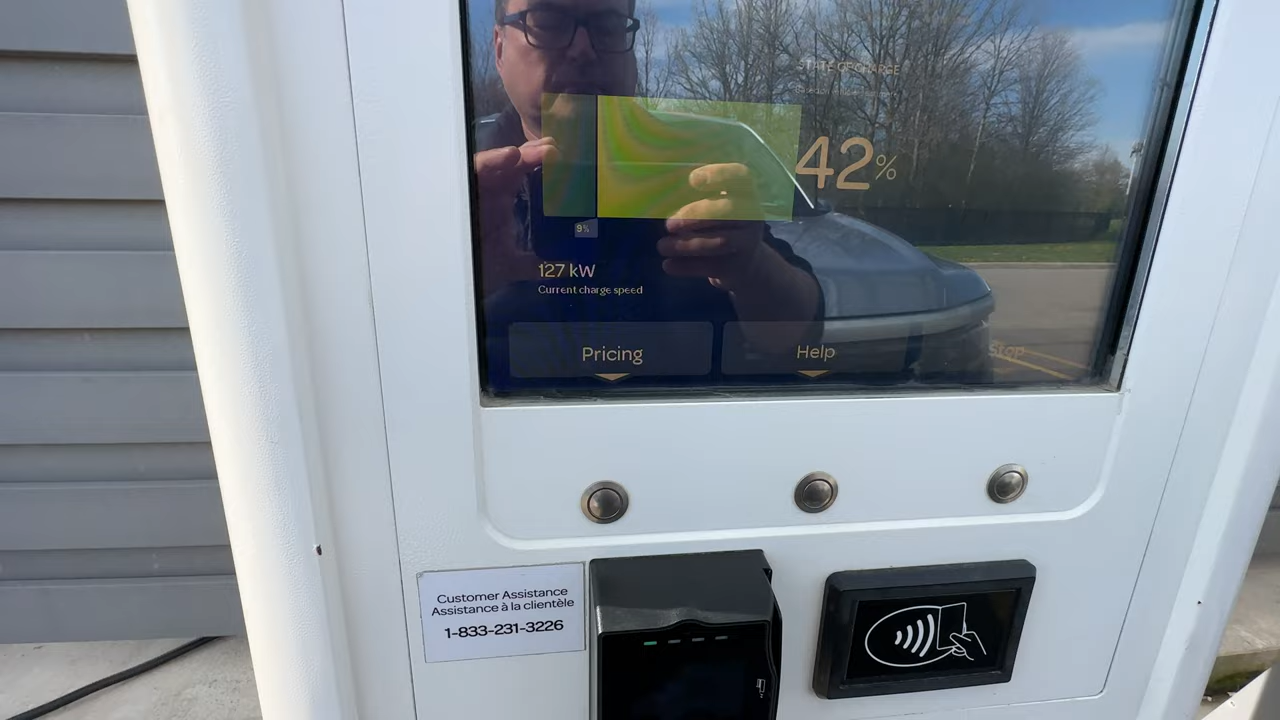 STATE OF CHARGE
42%
9%
127 kW
Current charge speed
Pricing
Help
Stop
Customer Assistance
Assistance à la clientèle
1-833-231-3226